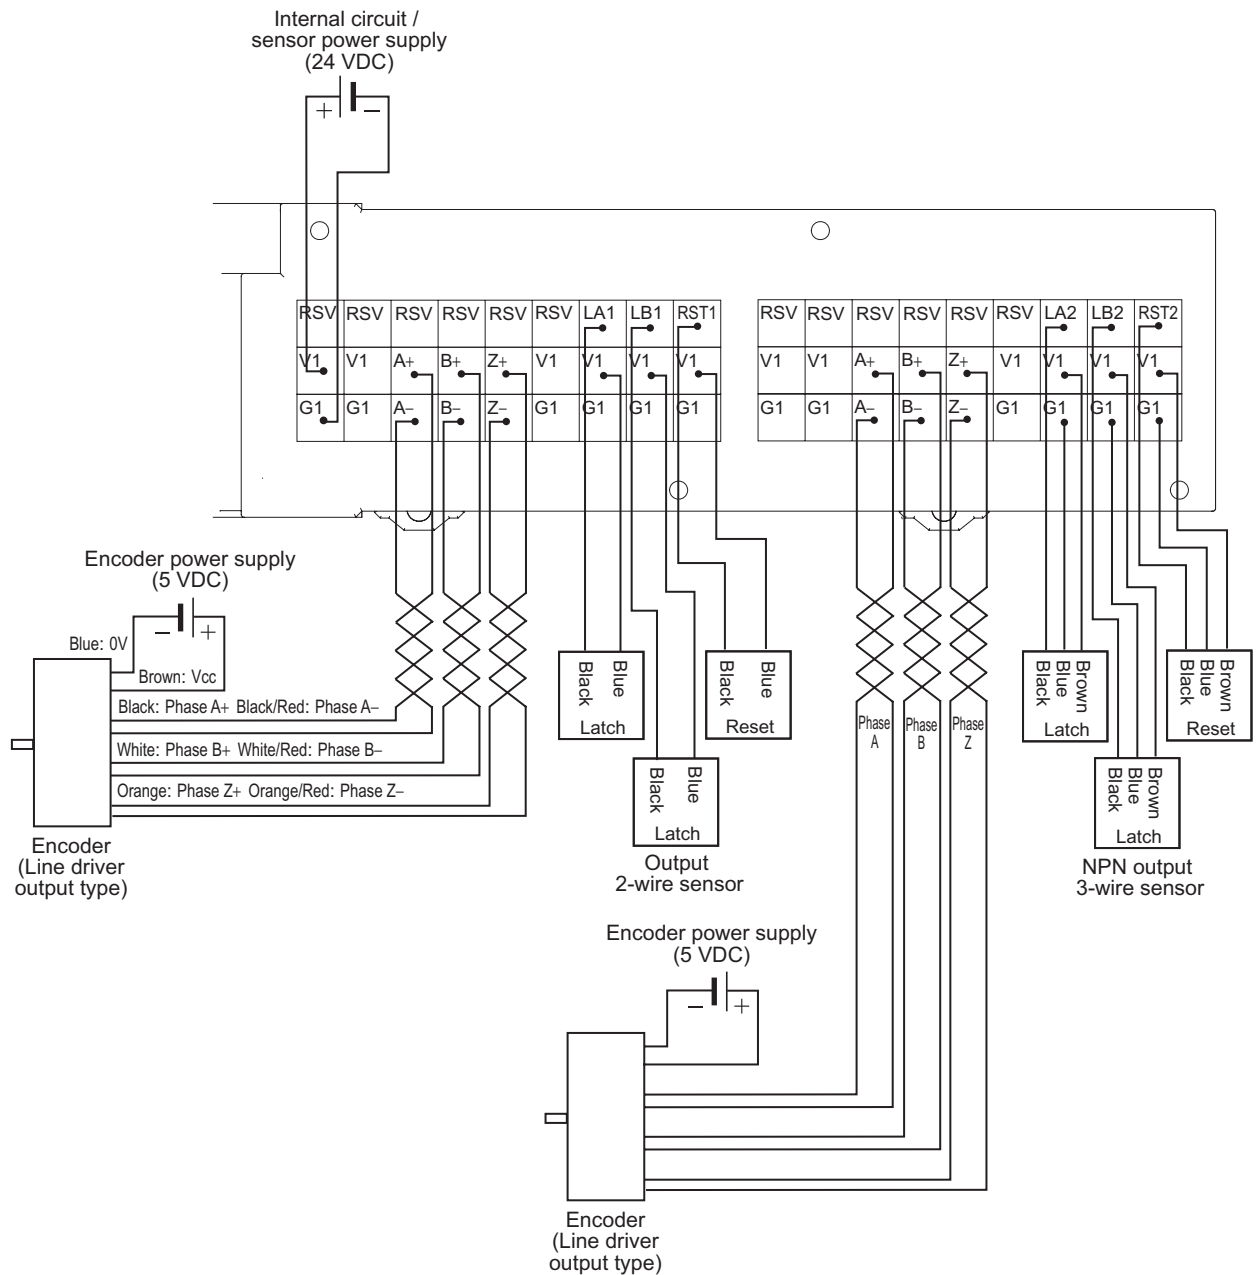 Internal circuit /
sensor power supply
(24 VDC)
+ −
RSV RSV RSV RSV RSV RSV LA1 LB1 RST1
V1 V1 A+ B+ Z+ V1 V1 V1 V1
G1 G1 A− B− Z− G1 G1 G1 G1
RSV RSV RSV RSV RSV RSV LA2 LB2 RST2
V1 V1 A+ B+ Z+ V1 V1 V1 V1
G1 G1 A− B− Z− G1 G1 G1 G1
Encoder power supply
(5 VDC)
− +
Blue: 0V
Brown: Vcc
Black: Phase A+ Black/Red: Phase A−
White: Phase B+ White/Red: Phase B−
Orange: Phase Z+ Orange/Red: Phase Z−
Encoder
(Line driver
output type)
Black
Blue
Latch
Black
Blue
Reset
Black
Blue
Latch
Output
2-wire sensor
Phase
A
Phase
B
Phase
Z
Black
Blue
Brown
Latch
Black
Blue
Brown
Reset
Black
Blue
Brown
Latch
NPN output
3-wire sensor
Encoder power supply
(5 VDC)
− +
Encoder
(Line driver
output type)